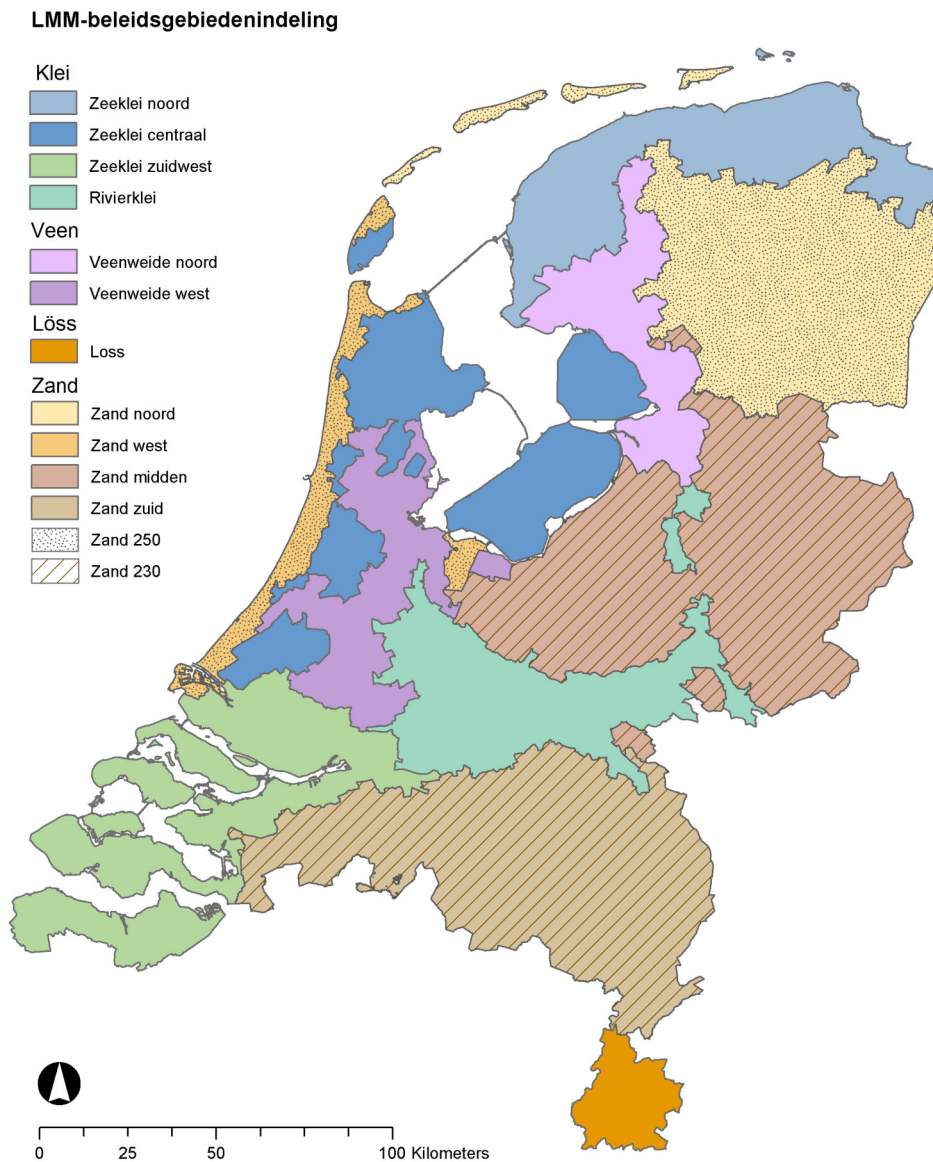 LMM-beleidsgebiedenindeling
Klei
Zeeklei noord
Zeeklei centraal
Zeeklei zuidwest
Rivierklei
Veen
Veenweide noord
Veenweide west
Löss
Loss
Zand
Zand noord
Zand west
Zand midden
Zand zuid
Zand 250
Zand 230
0 25 50 100 Kilometers